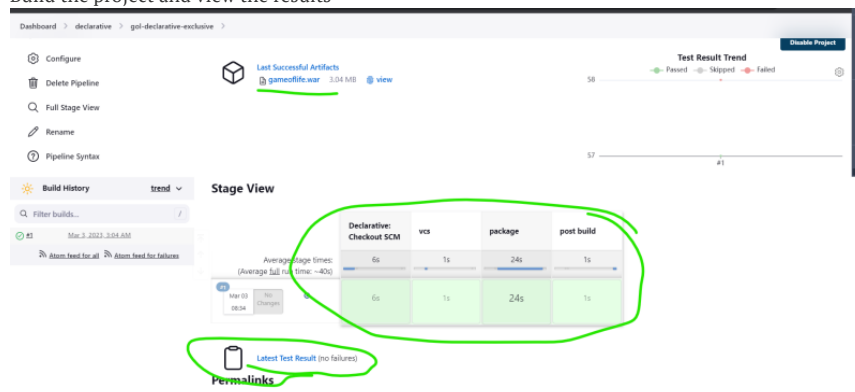 Build the project and view the results
Dashboard > declarative > gol-declarative-exclusive >
Disable Project
Configure
Delete Pipeline
Full Stage View
Rename
Pipeline Syntax
Last Successful Artifacts
gameoflife.war 3.04 MB view
Test Result Trend
Passed Skipped Failed
58
57
#1
Build History trend
Filter builds... /
#1 Mar 3, 2023, 3:04 AM
Atom feed for all Atom feed for failures
Stage View
Declarative: Checkout SCM
vcs
package
post build
Average stage times: 6s 1s 24s 1s
(Average full run time: ~40s)
#1
Mar 03
08:34
No Changes
6s 1s 24s 1s
Latest Test Result (no failures)
Permalinks